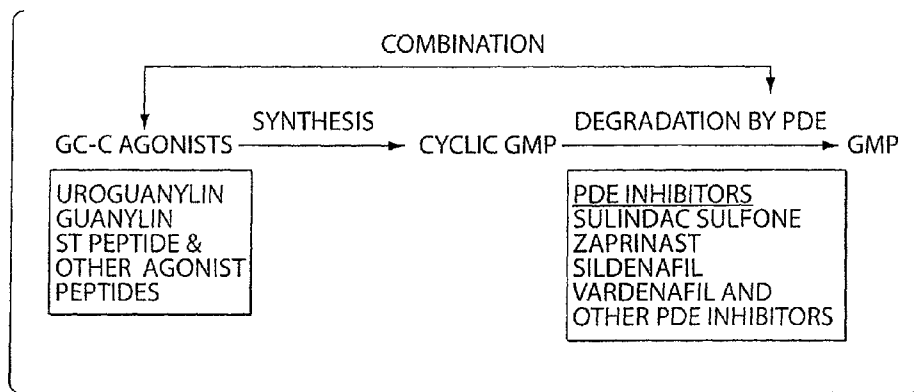 COMBINATION
SYNTHESIS
DEGRADATION BY PDE
GC-C AGONISTS
CYCLIC GMP
GMP
UROGUANYLIN
GUANYLIN
ST PEPTIDE &
OTHER AGONIST
PEPTIDES
PDE INHIBITORS
SULINDAC SULFONE
ZAPRINAST
SILDENAFIL
VARDENAFIL AND
OTHER PDE INHIBITORS